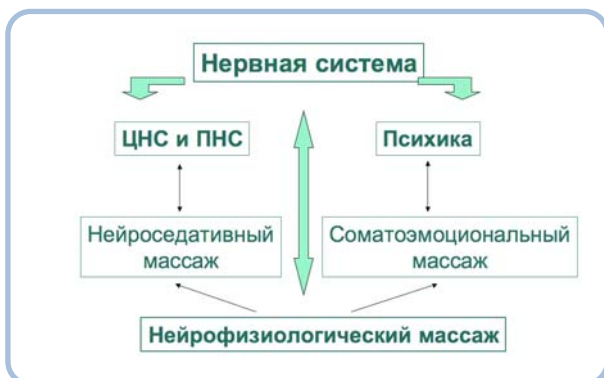 Нервная система
ЦНС и ПНС
Психика
Нейроседативный
массаж
Соматоэмоциональный
массаж
Нейрофизиологический массаж